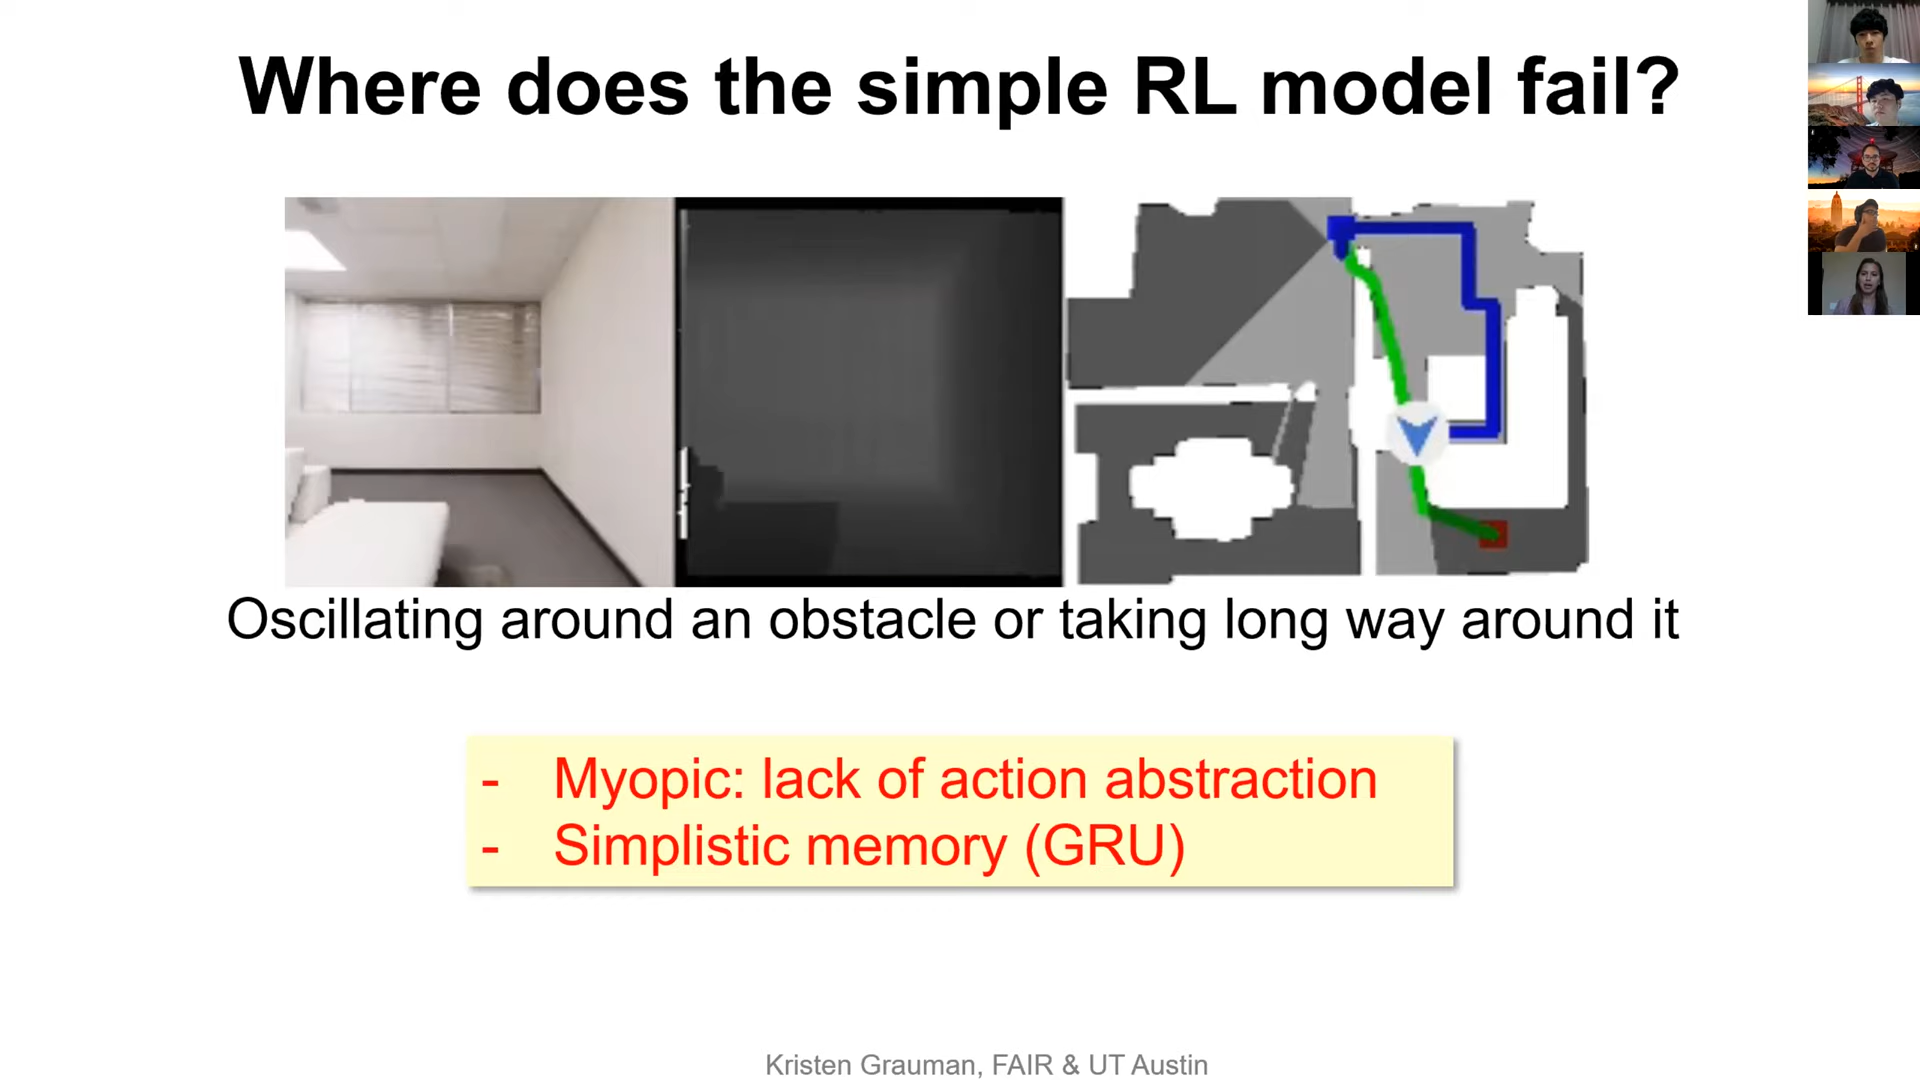 Where does the simple RL model fail?
Oscillating around an obstacle or taking long way around it
- Myopic: lack of action abstraction
- Simplistic memory (GRU)
Kristen Grauman, FAIR & UT Austin